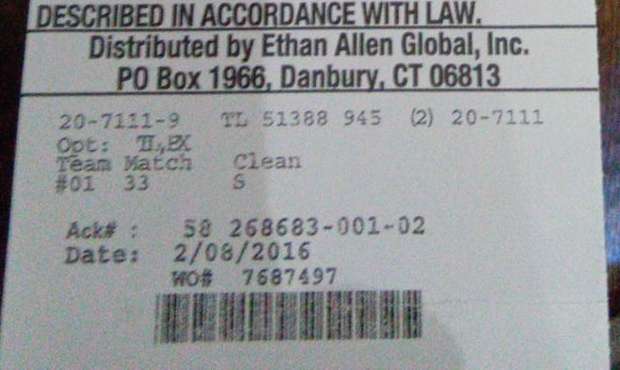 DESCRIBED IN ACCORDANCE WITH LAW.
Distributed by Ethan Allen Global, Inc.
PO Box 1966, Danbury, CT 06813
20-7111-9 TL 51388 945 (2) 20-7111
Opt: TL,EX
Team Match Clean
#01 33 S
Ack# : 58 268683-001-02
Date: 2/08/2016
WO# 7687497